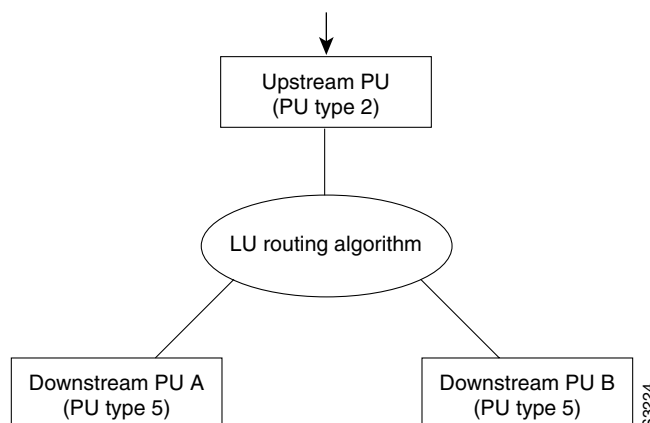 Upstream PU
(PU type 2)
LU routing algorithm
Downstream PU A
(PU type 5)
Downstream PU B
(PU type 5)